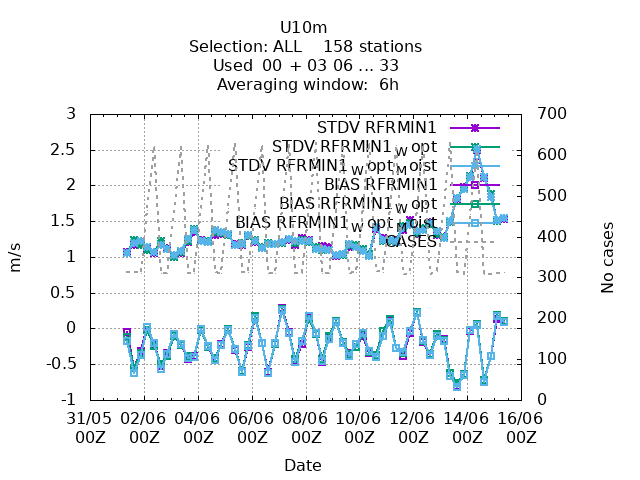 U10m
Selection: ALL 158 stations
Used 00 + 03 06 ... 33
Averaging window: 6h
STDV RFRMIN1
STDV RFRMIN1_W opt
STDV RFRMIN1_W opt_M oist
BIAS RFRMIN1
BIAS RFRMIN1_W opt
BIAS RFRMIN1_W opt_M oist
CASES
3
2.5
2
1.5
1
0.5
0
-0.5
-1
m/s
700
600
500
400
300
200
100
0
No cases
31/05 02/06 04/06 06/06 08/06 10/06 12/06 14/06 16/06
00Z 00Z 00Z 00Z 00Z 00Z 00Z 00Z 00Z
Date